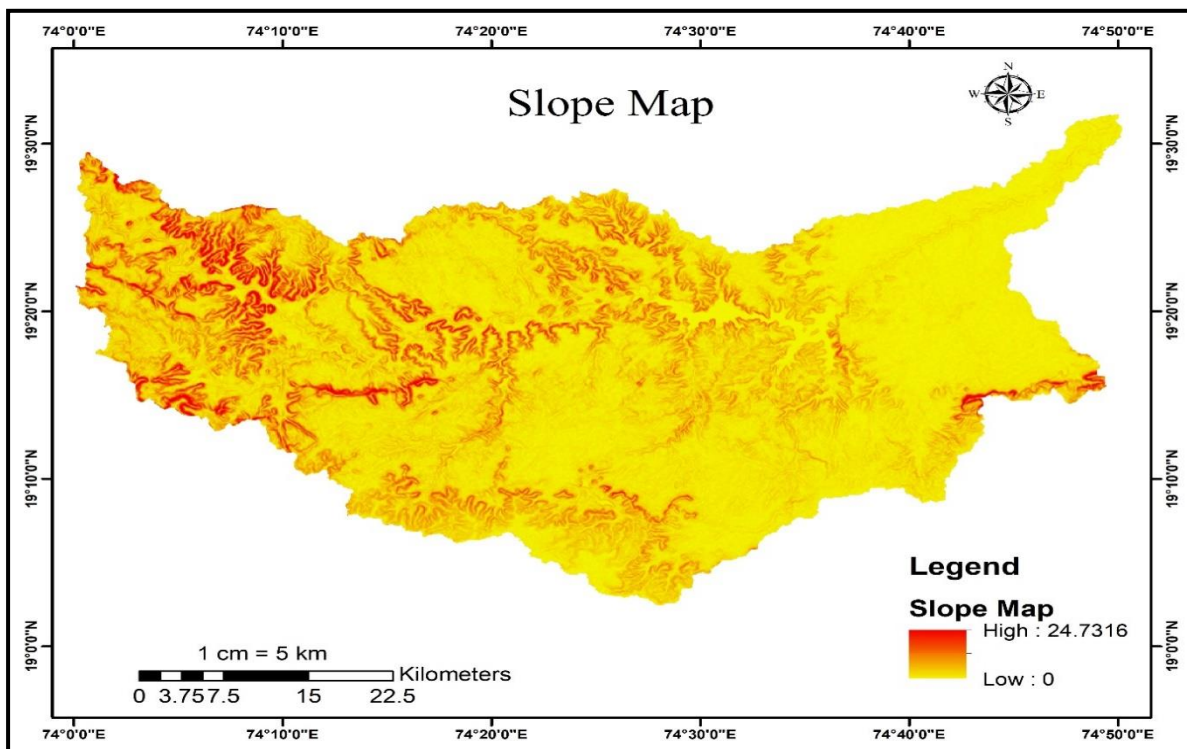 74°0'0"E 74°10'0"E 74°20'0"E 74°30'0"E 74°40'0"E 74°50'0"E
Slope Map
N
W E
S
19°30'0"N 19°30'0"N
19°20'0"N 19°20'0"N
19°10'0"N 19°10'0"N
19°0'0"N 19°0'0"N
Legend
Slope Map
High : 24.7316
Low : 0
1 cm = 5 km
Kilometers
0 3.75 7.5 15 22.5
74°0'0"E 74°10'0"E 74°20'0"E 74°30'0"E 74°40'0"E 74°50'0"E